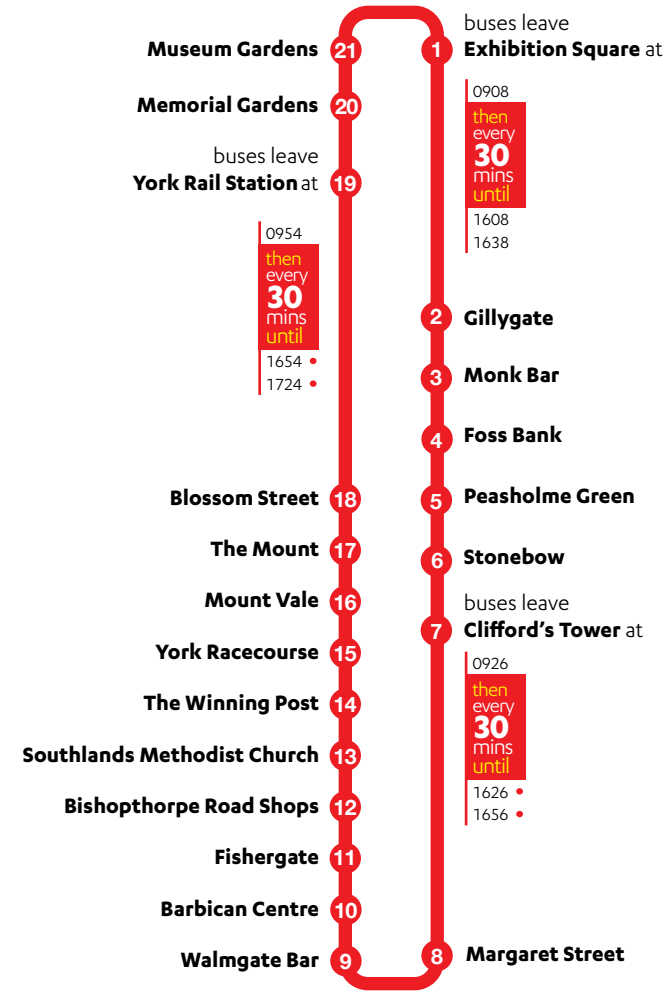 buses leave
1 Exhibition Square at
0908
then
every
30
mins
until
1608
1638
2 Gillygate
3 Monk Bar
4 Foss Bank
5 Peasholme Green
6 Stonebow
buses leave
7 Clifford's Tower at
0926
then
every
30
mins
until
1626 •
1656 •
8 Margaret Street
Walmgate Bar 9
Barbican Centre 10
Fishergate 11
Bishopthorpe Road Shops 12
Southlands Methodist Church 13
The Winning Post 14
York Racecourse 15
Mount Vale 16
The Mount 17
Blossom Street 18
buses leave
York Rail Station at 19
0954
then
every
30
mins
until
1654 •
1724 •
Memorial Gardens 20
Museum Gardens 21